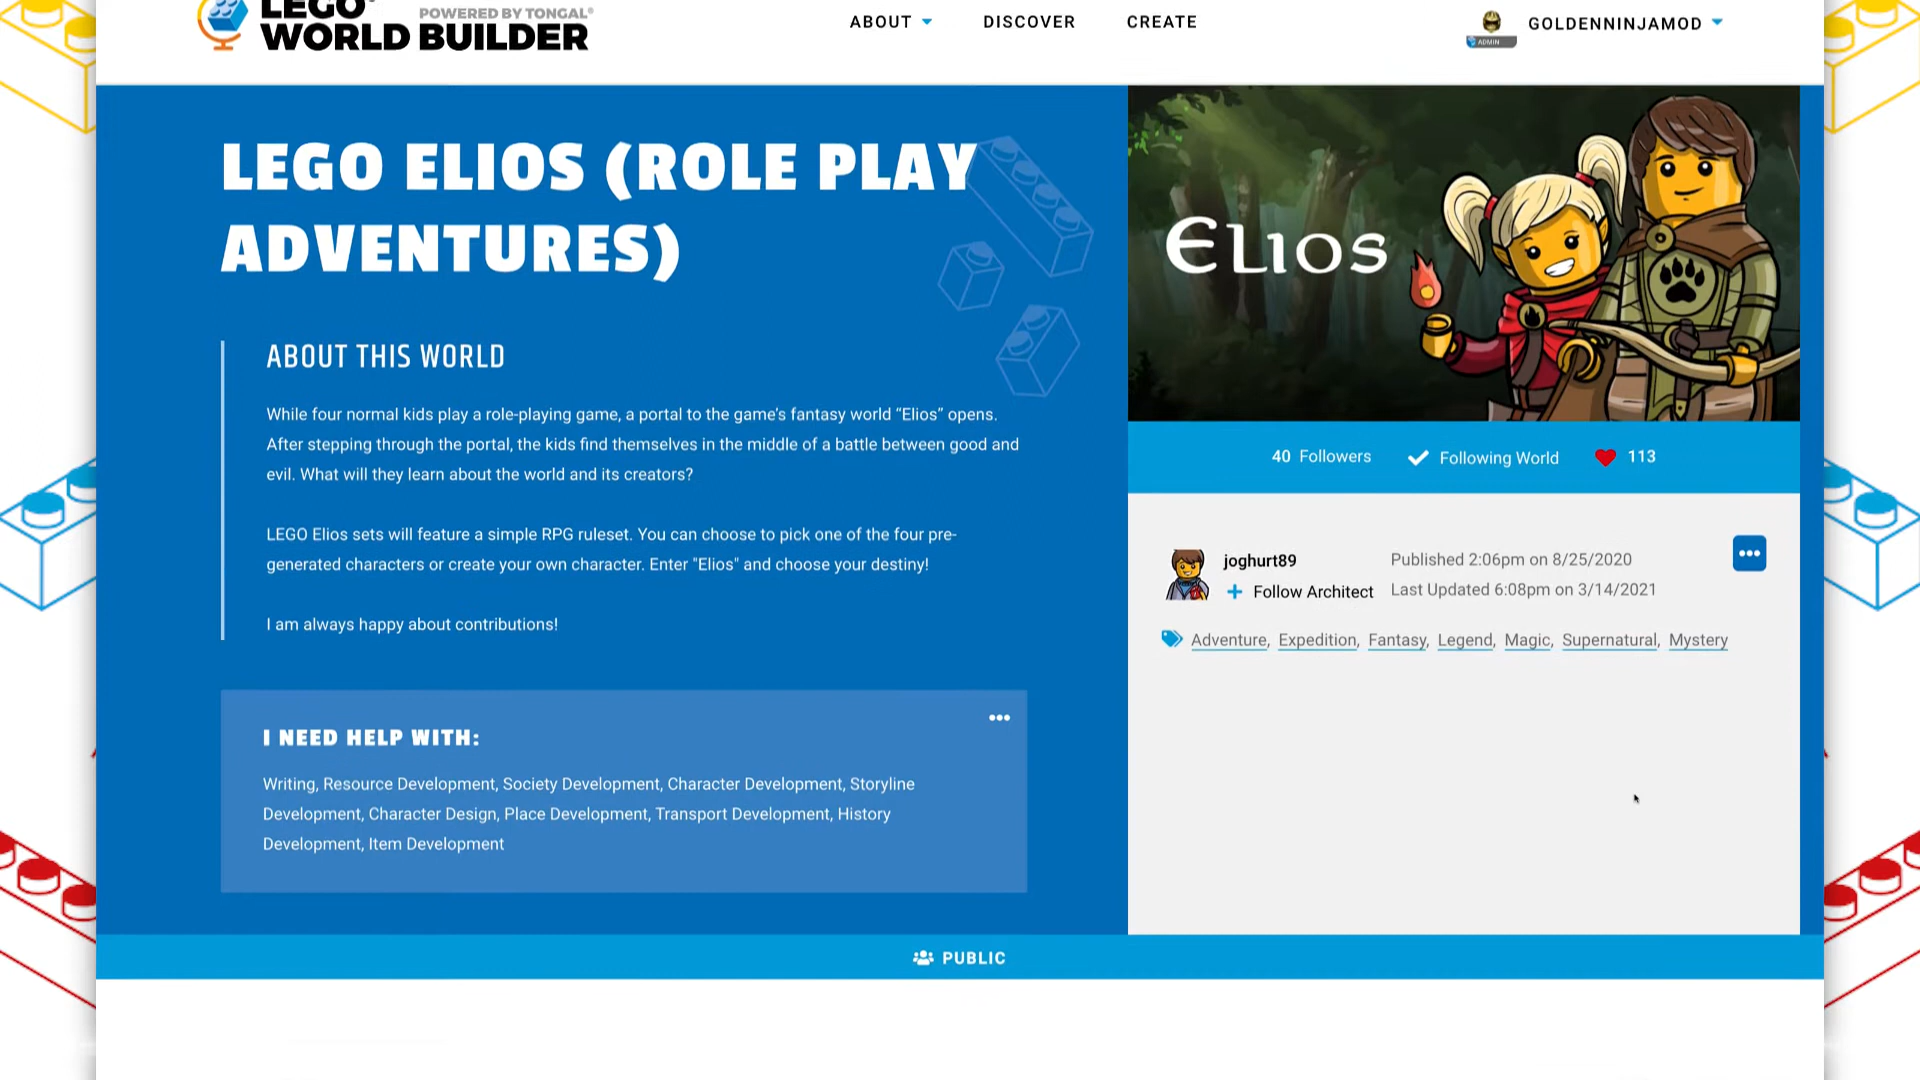 LEGO®
POWERED BY TONGAL®
WORLD BUILDER
ABOUT
DISCOVER
CREATE
ADMIN
GOLDENNINJAMOD
LEGO ELIOS (ROLE PLAY
ADVENTURES)
ELIOS
ABOUT THIS WORLD
While four normal kids play a role-playing game, a portal to the game's fantasy world “Elios” opens.
After stepping through the portal, the kids find themselves in the middle of a battle between good and
evil. What will they learn about the world and its creators?
LEGO Elios sets will feature a simple RPG ruleset. You can choose to pick one of the four pre-
generated characters or create your own character. Enter "Elios" and choose your destiny!
I am always happy about contributions!
I NEED HELP WITH:
Writing, Resource Development, Society Development, Character Development, Storyline
Development, Character Design, Place Development, Transport Development, History
Development, Item Development
40 Followers
Following World
113
joghurt89
Follow Architect
Published 2:06pm on 8/25/2020
Last Updated 6:08pm on 3/14/2021
Adventure, Expedition, Fantasy, Legend, Magic, Supernatural, Mystery
PUBLIC